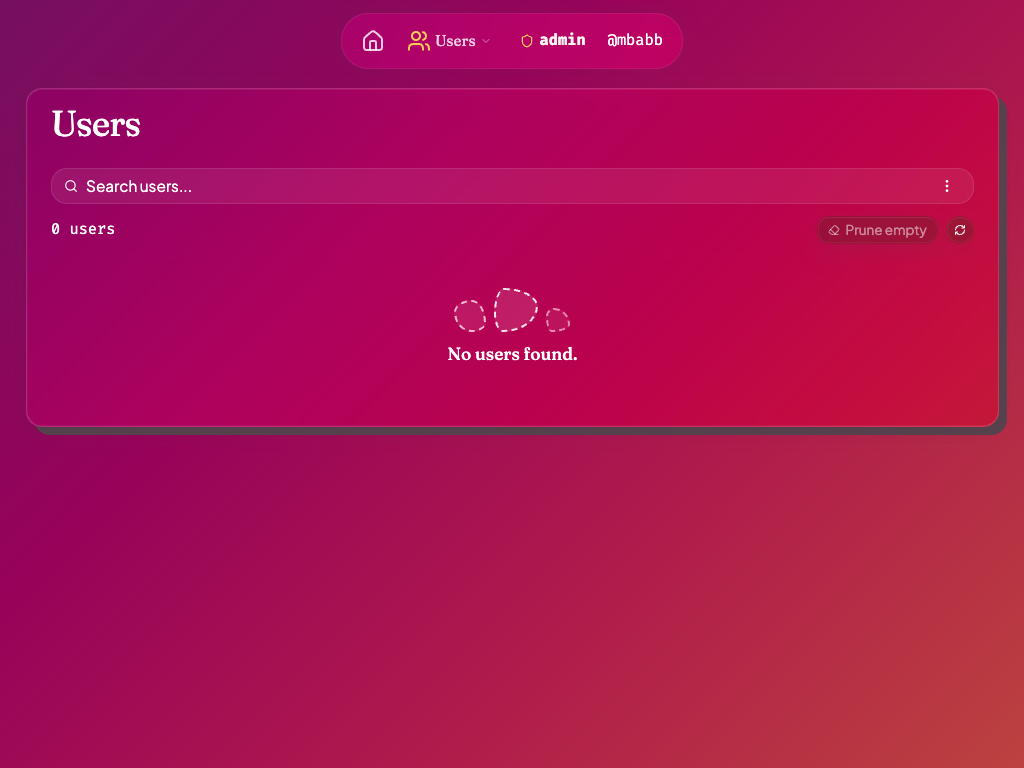 Users admin @mbabb
Users
Search users...
0 users Prune empty
No users found.